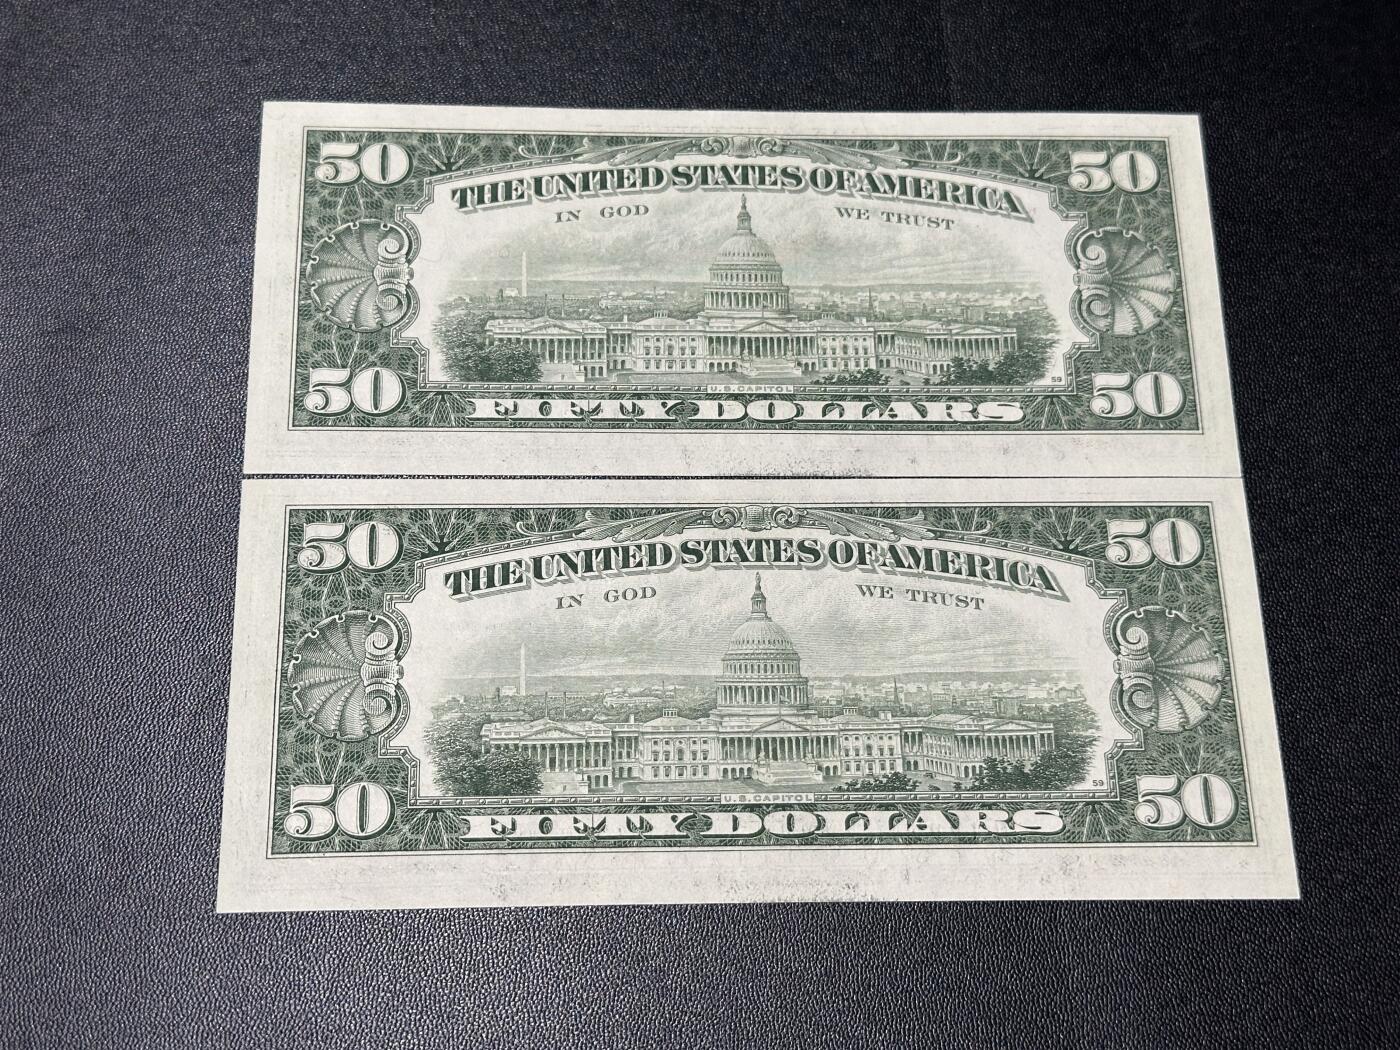 50 50
THE UNITED STATES OF AMERICA
IN GOD WE TRUST
59
50 U.S. CAPITOL 50
FIFTY DOLLARS
50 50
THE UNITED STATES OF AMERICA
IN GOD WE TRUST
59
50 U.S. CAPITOL 50
FIFTY DOLLARS